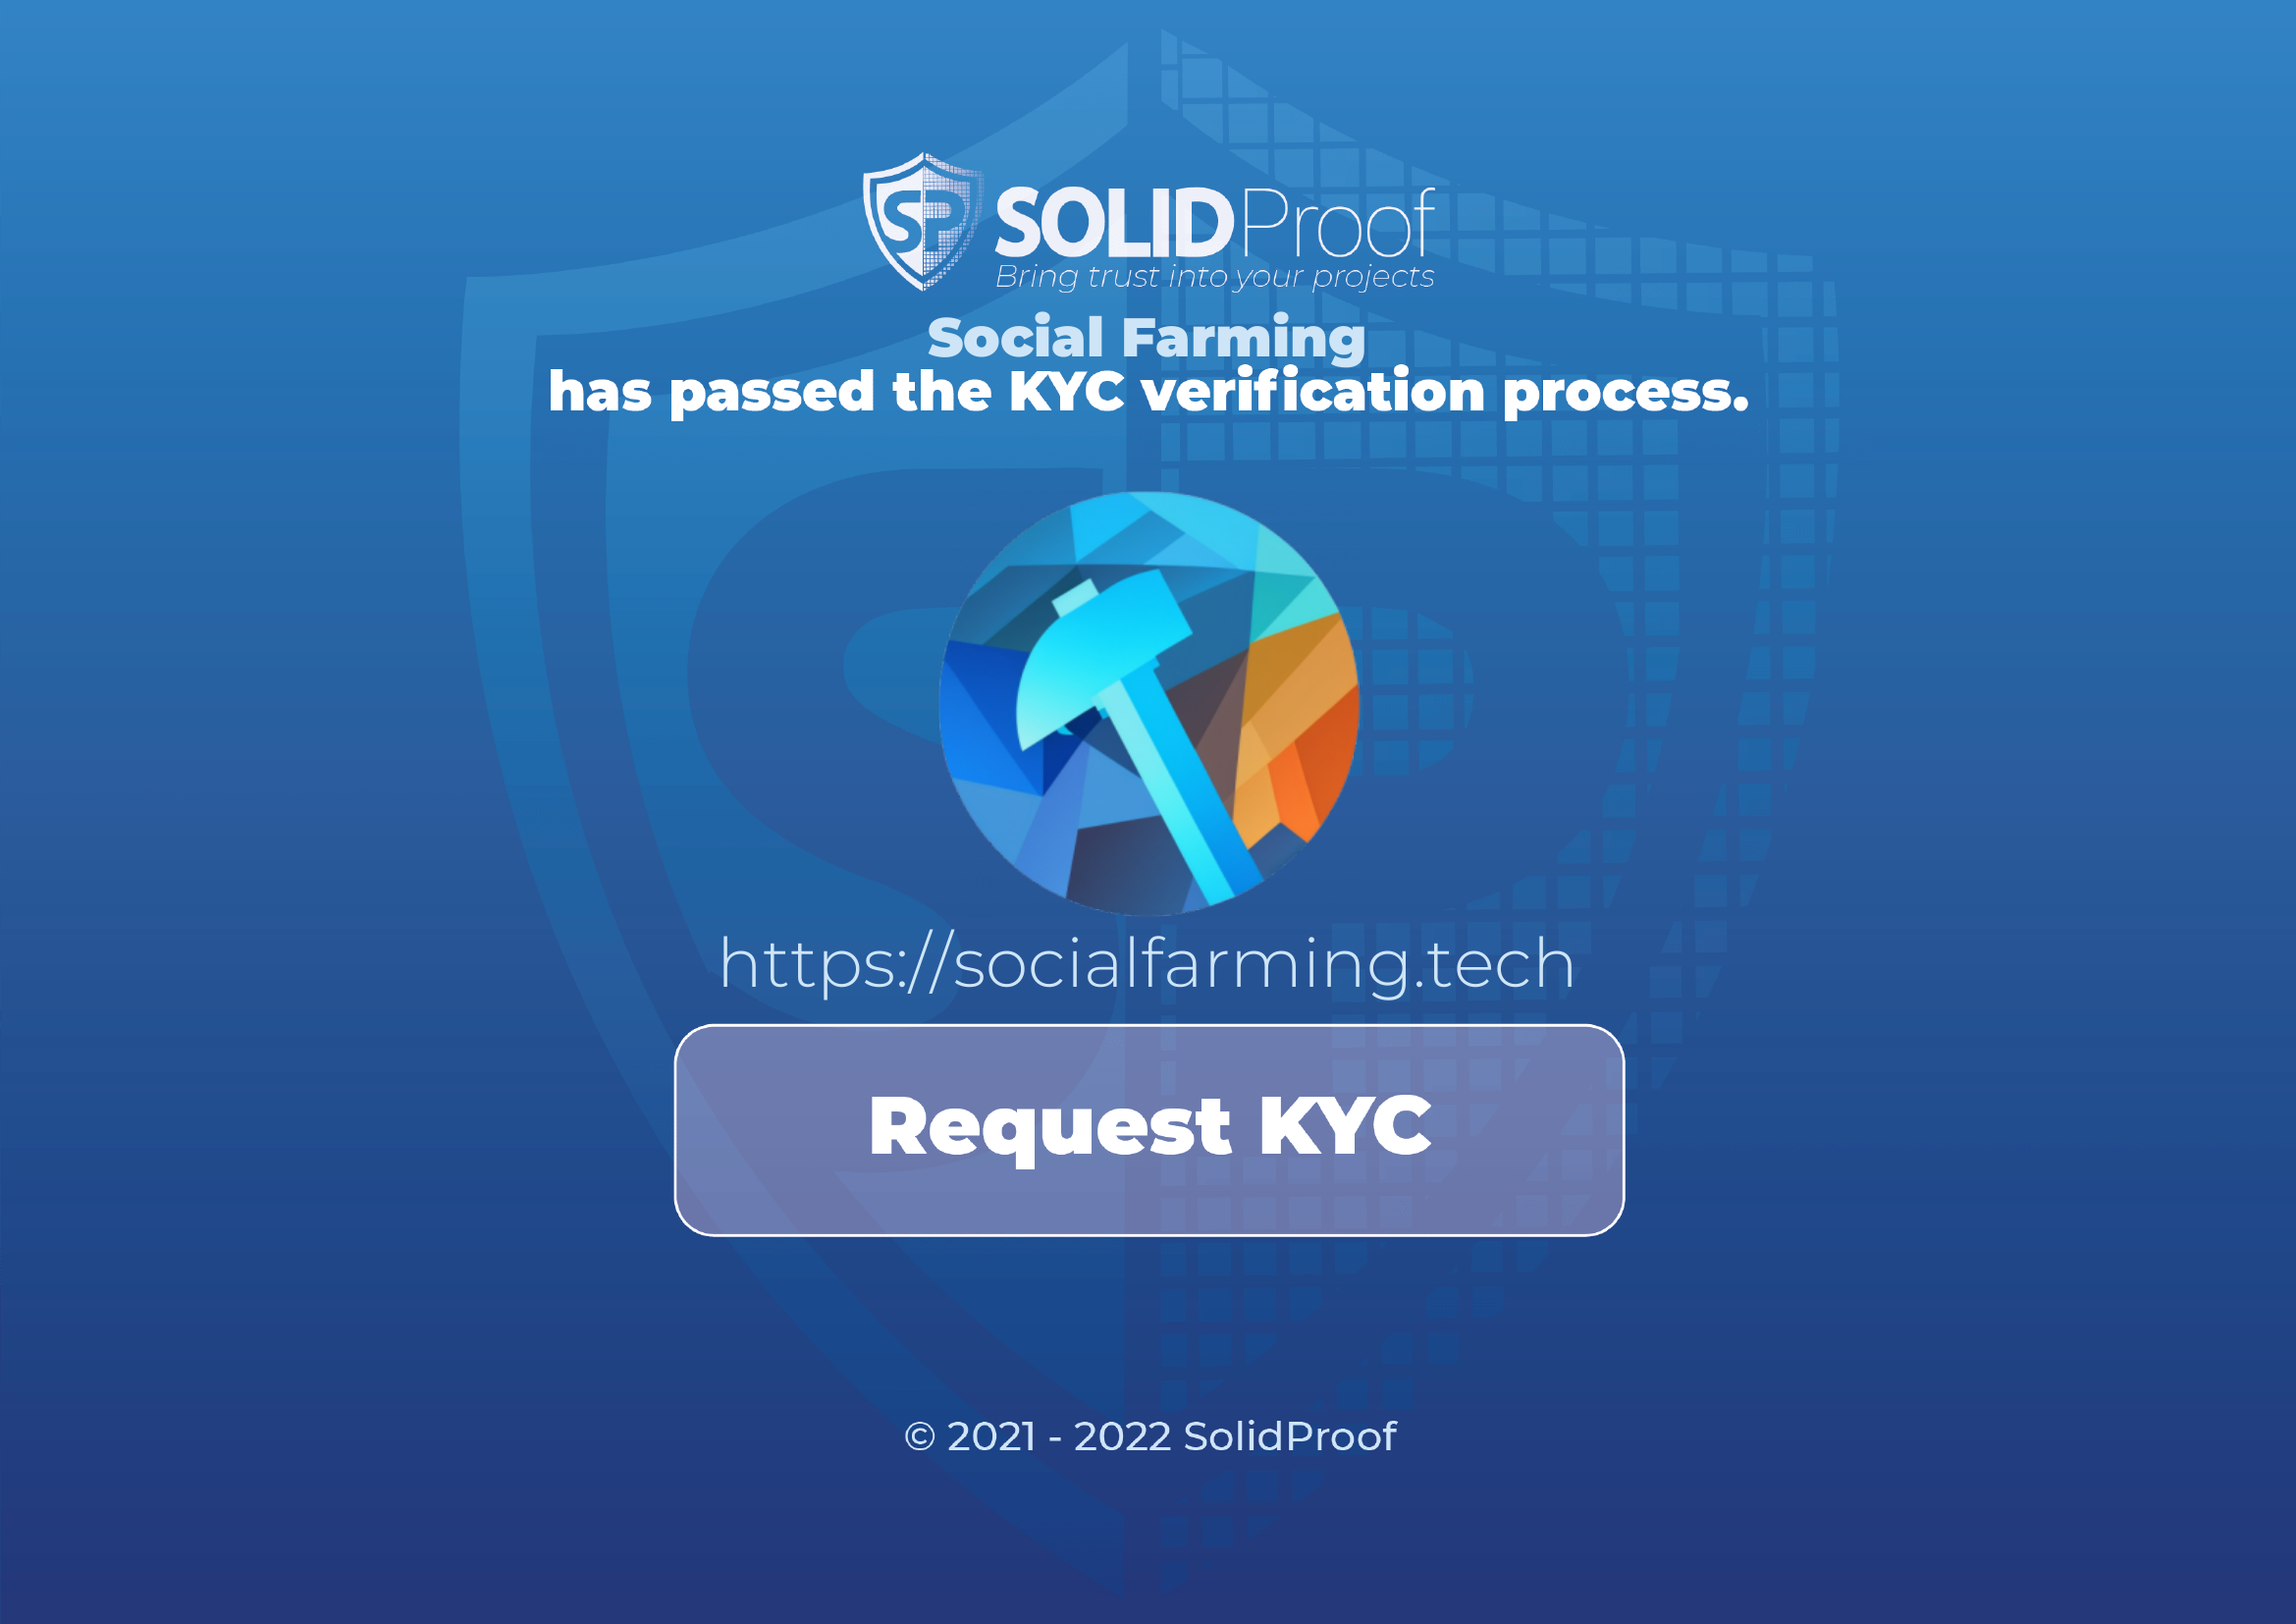 SP SOLIDProof
Bring trust into your projects
Social Farming
has passed the KYC verification process.
https://socialfarming.tech
Request KYC
© 2021 - 2022 SolidProof